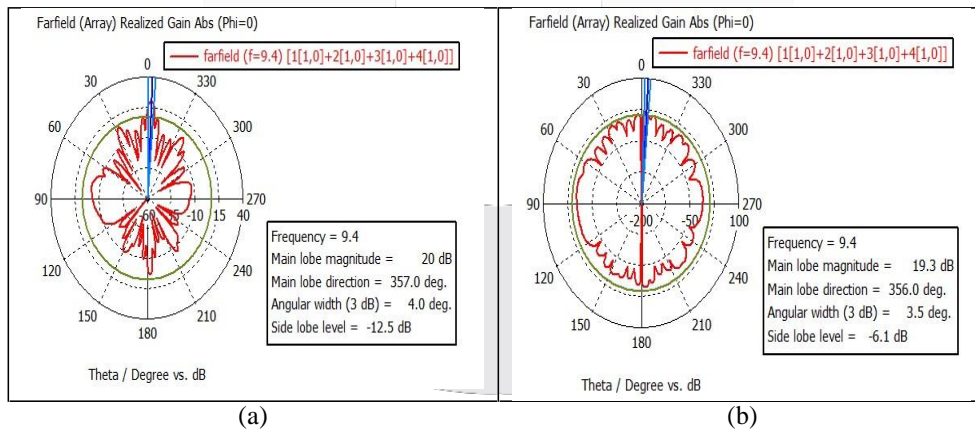 Farfield (Array) Realized Gain Abs (Phi=0)
farfield (f=9.4) [1[1,0]+2[1,0]+3[1,0]+4[1,0]]
0
30 330
60 300
90 270
-60 -35 -10 15 40
120 240
150 210
180
Frequency = 9.4
Main lobe magnitude = 20 dB
Main lobe direction = 357.0 deg.
Angular width (3 dB) = 4.0 deg.
Side lobe level = -12.5 dB
Theta / Degree vs. dB
(a)
Farfield (Array) Realized Gain Abs (Phi=0)
farfield (f=9.4) [1[1,0]+2[1,0]+3[1,0]+4[1,0]]
0
30 330
60 300
90 270
-200 -50 100
120 240
150 210
180
Frequency = 9.4
Main lobe magnitude = 19.3 dB
Main lobe direction = 356.0 deg.
Angular width (3 dB) = 3.5 deg.
Side lobe level = -6.1 dB
Theta / Degree vs. dB
(b)